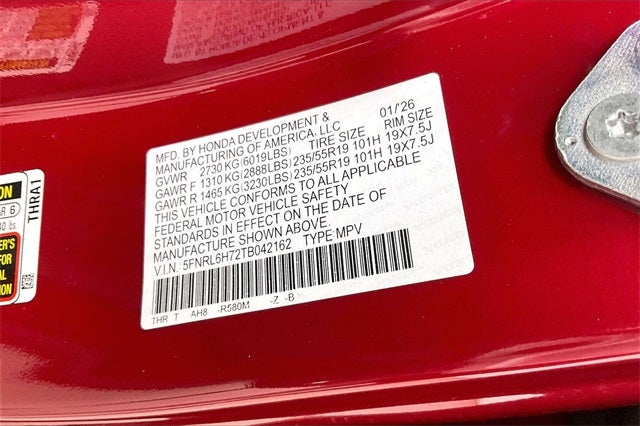 MFD. BY HONDA DEVELOPMENT &
MANUFACTURING OF AMERICA, LLC 01/26
GVWR 2730 KG(6019LBS) TIRE SIZE RIM SIZE
GAWR F 1310 KG(2888LBS) 235/55R19 101H 19X7.5J
GAWR R 1465 KG(3230LBS) 235/55R19 101H 19X7.5J
THIS VEHICLE CONFORMS TO ALL APPLICABLE
FEDERAL MOTOR VEHICLE SAFETY
STANDARDS IN EFFECT ON THE DATE OF
MANUFACTURE SHOWN ABOVE.
V.I.N.: 5FNRL6H72TB042162 TYPE:MPV
THR T AH8 -R580M -Z -B
THRA1